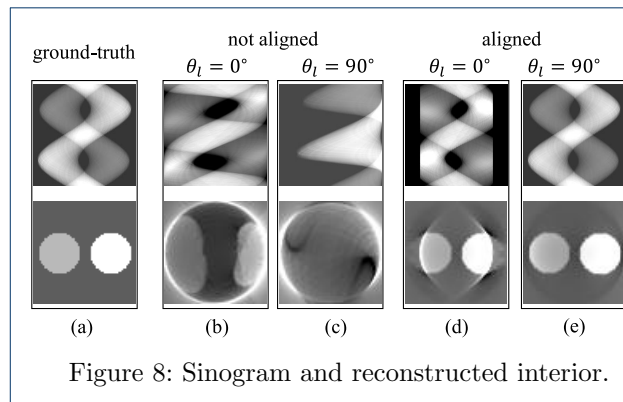 ground-truth
not aligned
θl = 0°
θl = 90°
aligned
θl = 0°
θl = 90°
(a)
(b)
(c)
(d)
(e)
Figure 8: Sinogram and reconstructed interior.